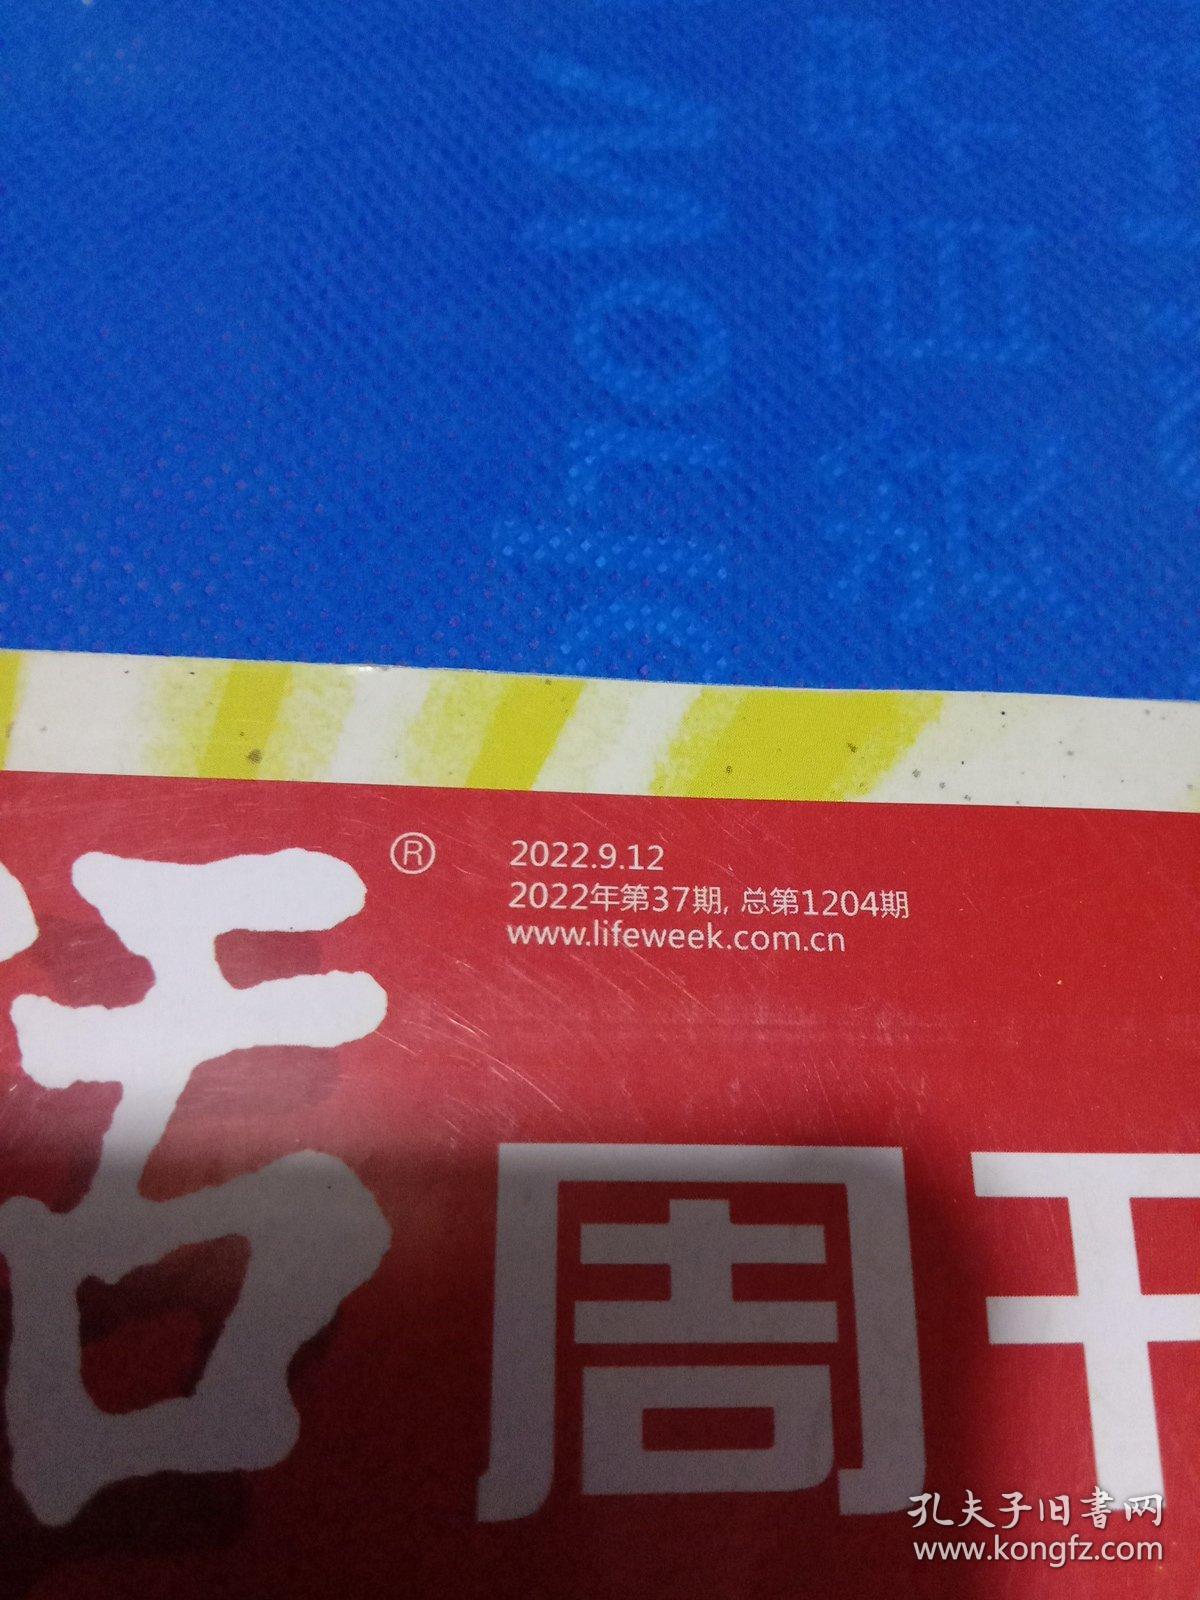 ®
2022.9.12
2022年第37期, 总第1204期
www.lifeweek.com.cn
活周刊
孔夫子旧書网
www.kongfz.com